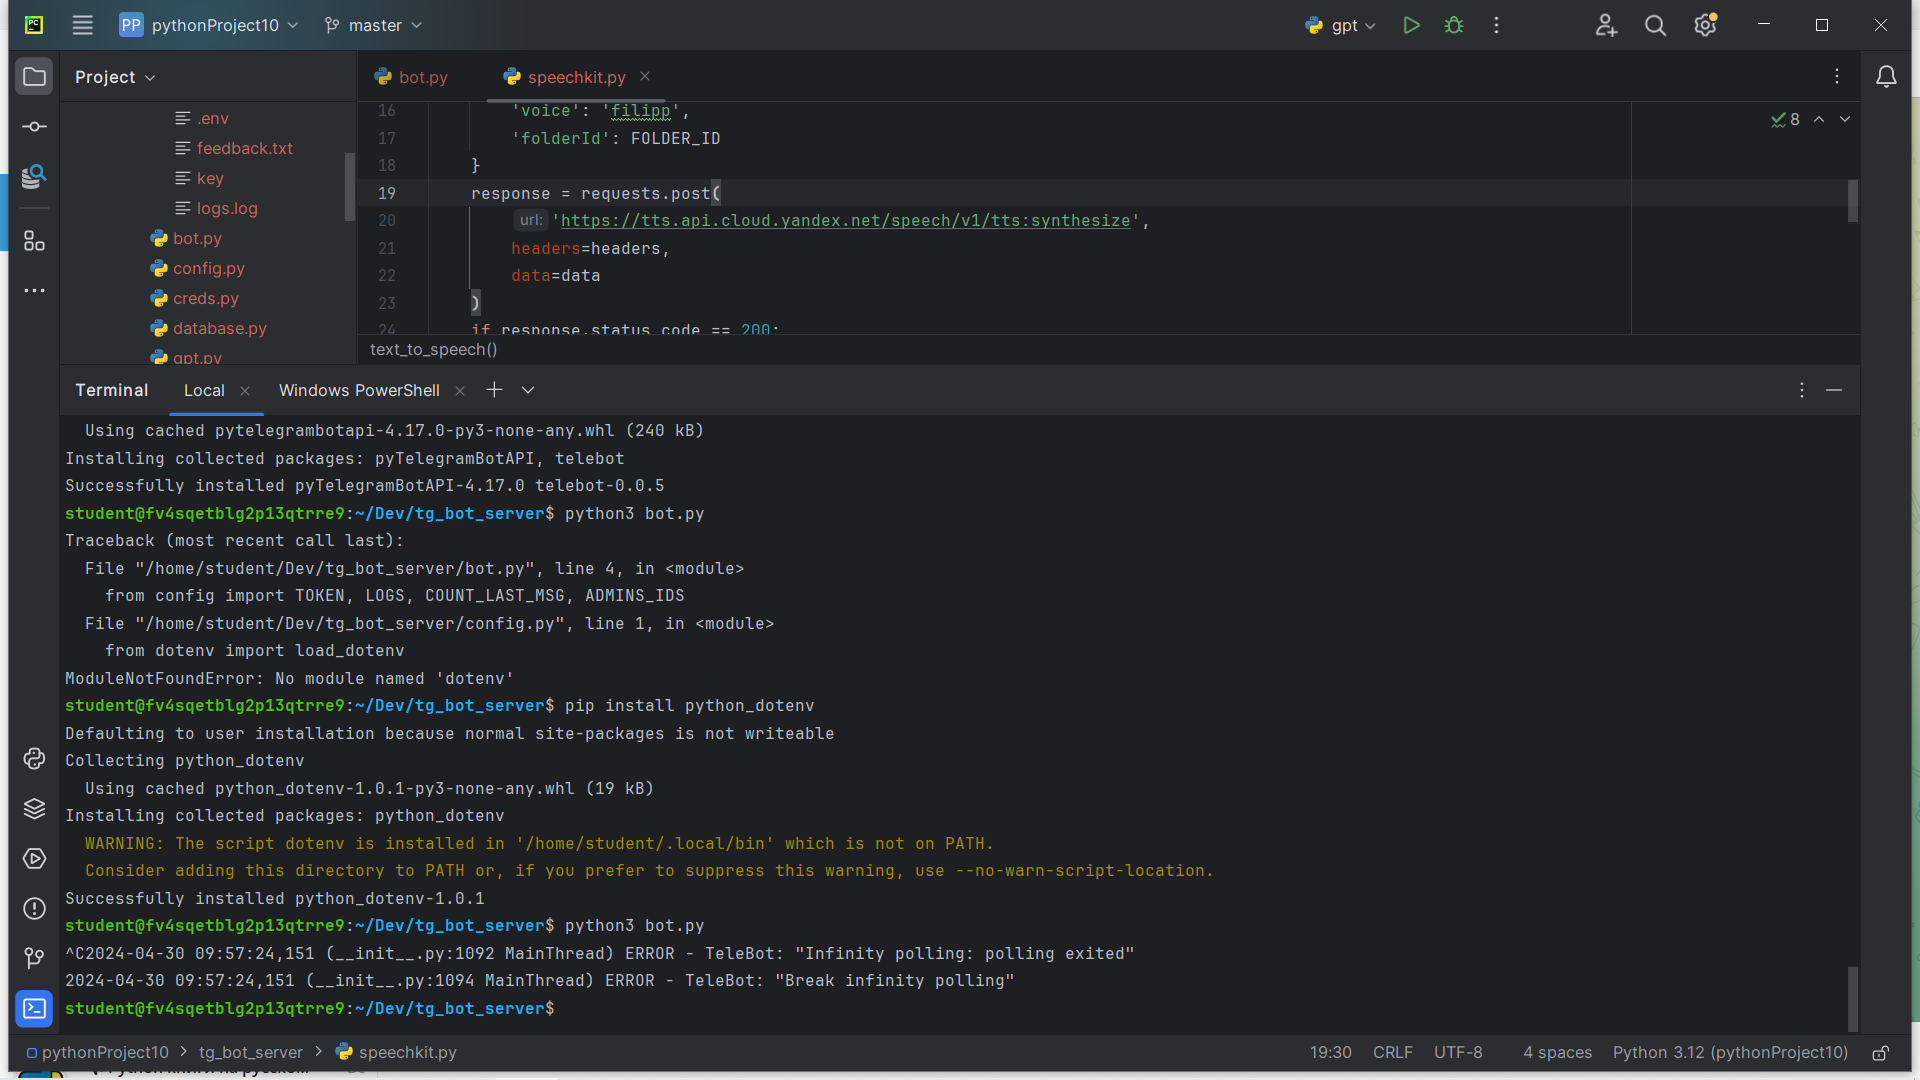 PC
PP pythonProject10
master
gpt
Project
bot.py
speechkit.py
.env
feedback.txt
key
logs.log
bot.py
config.py
creds.py
database.py
gpt.py
16 'voice': 'filipp',
17 'folderId': FOLDER_ID
18 }
19 response = requests.post(
20 url: 'https://tts.api.cloud.yandex.net/speech/v1/tts:synthesize',
21 headers=headers,
22 data=data
23 )
24 if response.status_code == 200:
8
text_to_speech()
Terminal
Local
Windows PowerShell
Using cached pytelegrambotapi-4.17.0-py3-none-any.whl (240 kB)
Installing collected packages: pyTelegramBotAPI, telebot
Successfully installed pyTelegramBotAPI-4.17.0 telebot-0.0.5
student@fv4sqetblg2p13qtrre9:~/Dev/tg_bot_server$ python3 bot.py
Traceback (most recent call last):
File "/home/student/Dev/tg_bot_server/bot.py", line 4, in <module>
from config import TOKEN, LOGS, COUNT_LAST_MSG, ADMINS_IDS
File "/home/student/Dev/tg_bot_server/config.py", line 1, in <module>
from dotenv import load_dotenv
ModuleNotFoundError: No module named 'dotenv'
student@fv4sqetblg2p13qtrre9:~/Dev/tg_bot_server$ pip install python_dotenv
Defaulting to user installation because normal site-packages is not writeable
Collecting python_dotenv
Using cached python_dotenv-1.0.1-py3-none-any.whl (19 kB)
Installing collected packages: python_dotenv
WARNING: The script dotenv is installed in '/home/student/.local/bin' which is not on PATH.
Consider adding this directory to PATH or, if you prefer to suppress this warning, use --no-warn-script-location.
Successfully installed python_dotenv-1.0.1
student@fv4sqetblg2p13qtrre9:~/Dev/tg_bot_server$ python3 bot.py
^C2024-04-30 09:57:24,151 (__init__.py:1092 MainThread) ERROR - TeleBot: "Infinity polling: polling exited"
2024-04-30 09:57:24,151 (__init__.py:1094 MainThread) ERROR - TeleBot: "Break infinity polling"
student@fv4sqetblg2p13qtrre9:~/Dev/tg_bot_server$
pythonProject10 > tg_bot_server > speechkit.py
19:30 CRLF UTF-8 4 spaces Python 3.12 (pythonProject10)